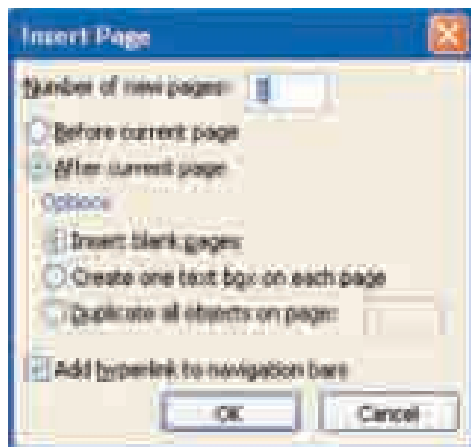 Insert Page
Number of new pages:
Before current page
After current page
Options
Insert blank pages
Create one text box on each page
Duplicate all objects on page:
Add hyperlink to navigation bars
OK Cancel